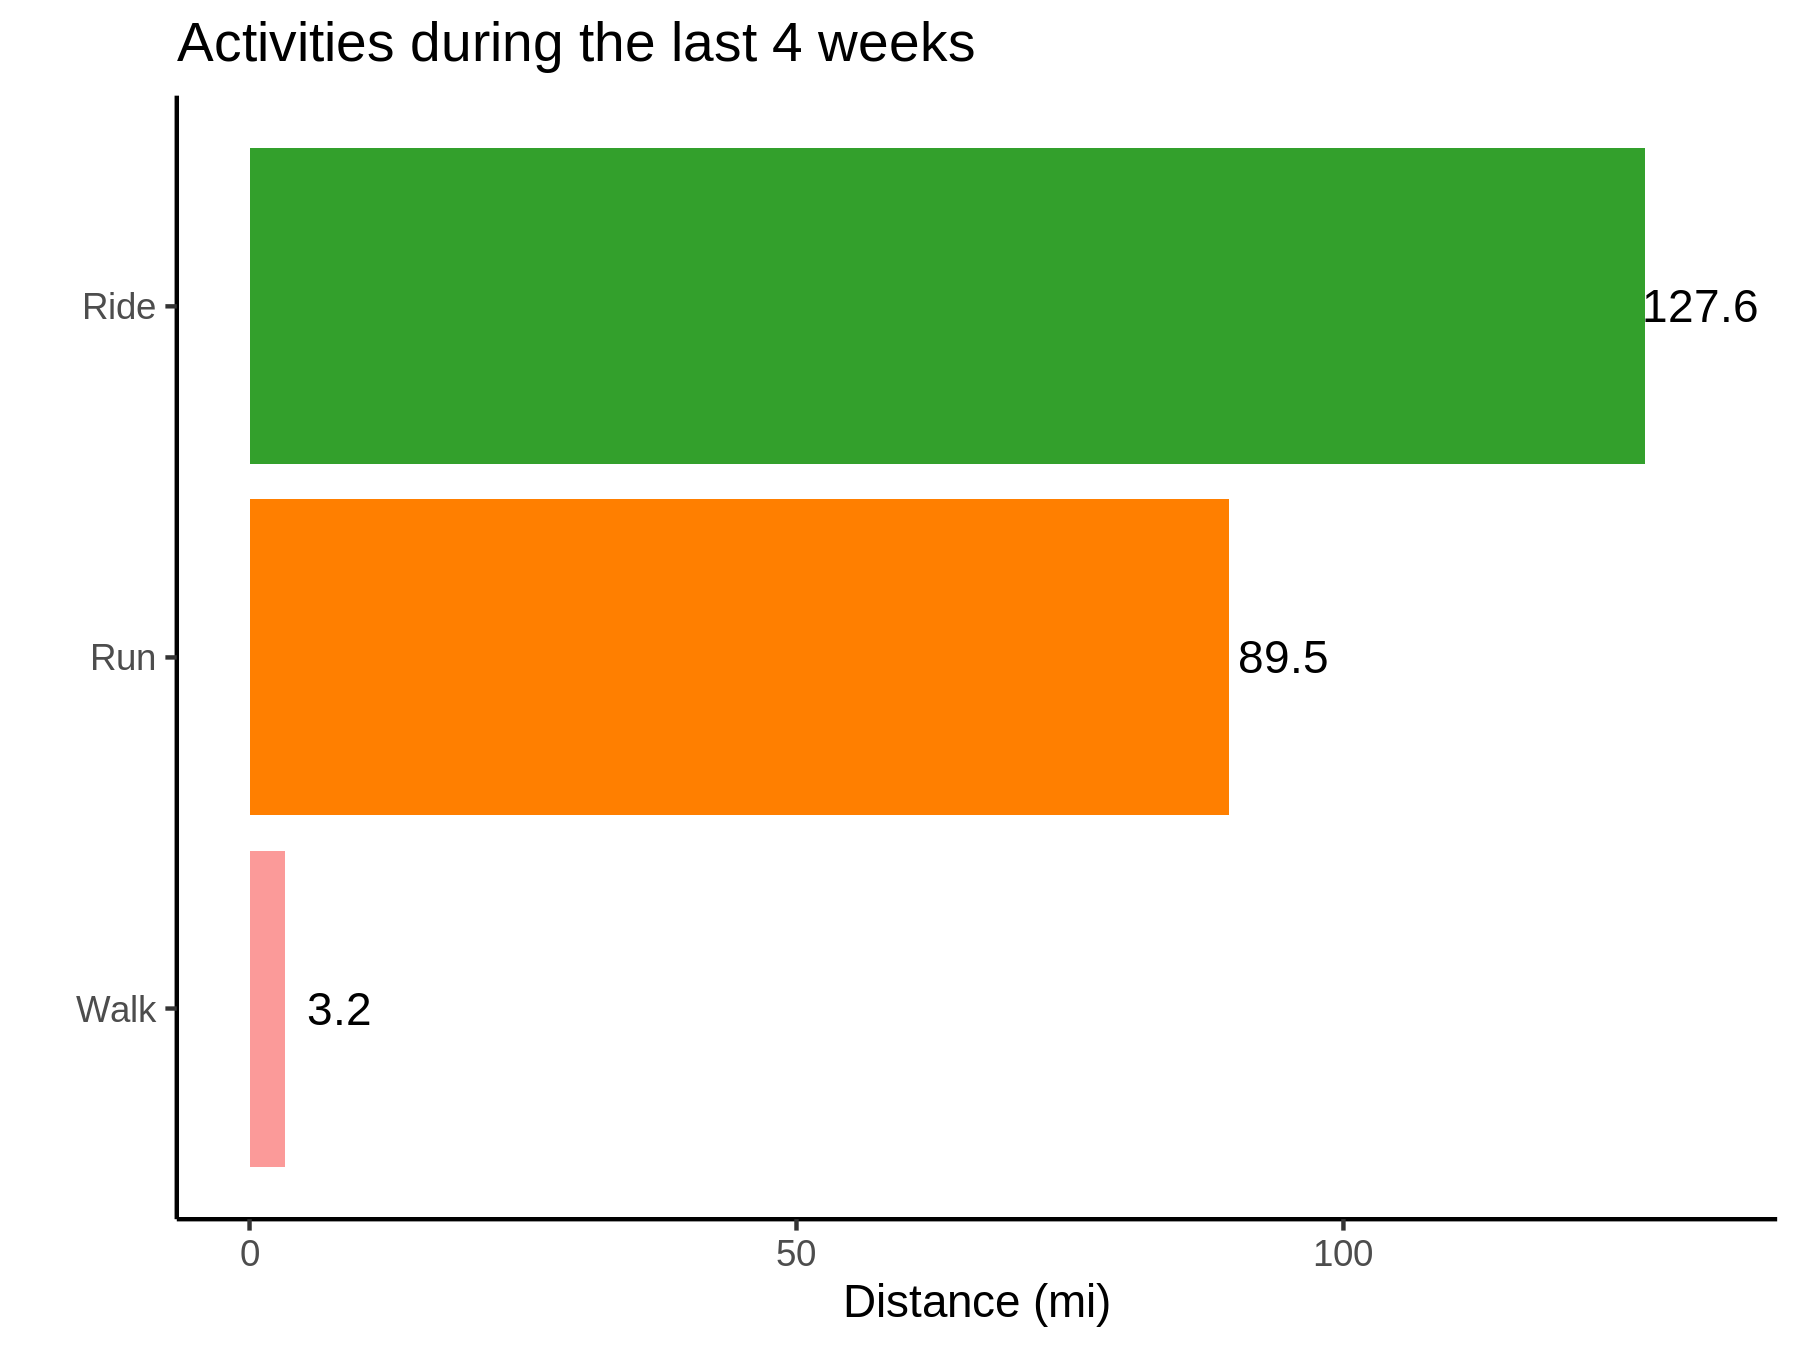 Activities during the last 4 weeks
Ride
127.6
Run
89.5
Walk
3.2
0 50 100
Distance (mi)